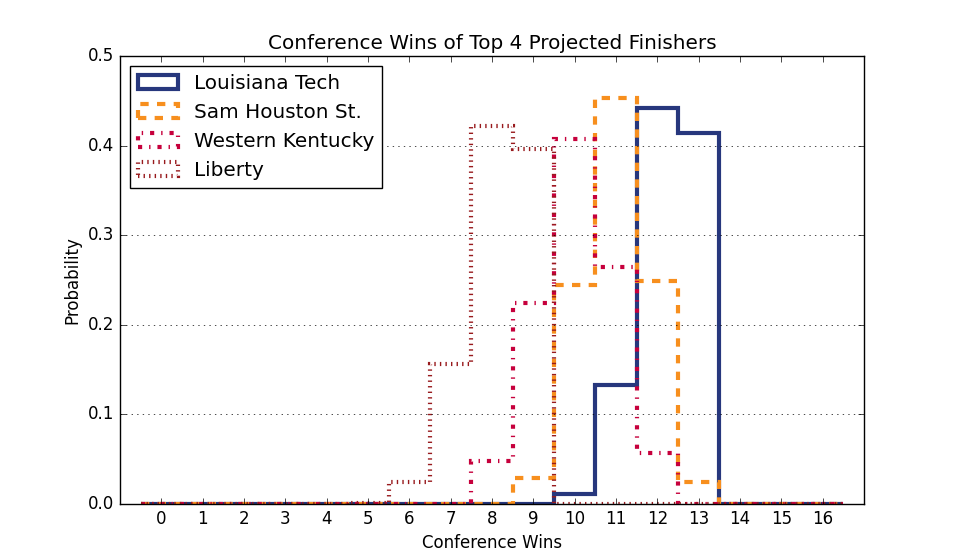 Conference Wins of Top 4 Projected Finishers
0.5
Louisiana Tech
Sam Houston St.
Western Kentucky
Liberty
0.4
0.3
0.2
0.1
0.0
Probability
0 1 2 3 4 5 6 7 8 9 10 11 12 13 14 15 16
Conference Wins